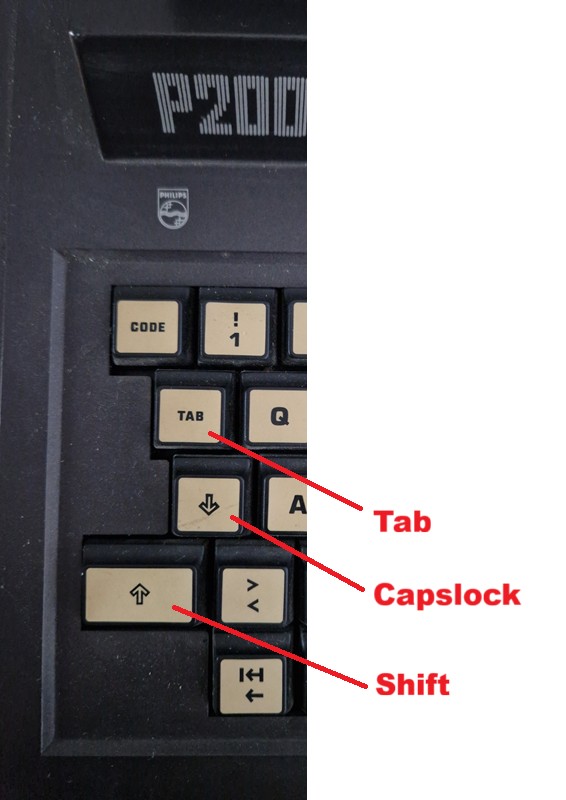 P200
PHILIPS
CODE
!
1
TAB
Q
A
>
<
Tab
Capslock
Shift